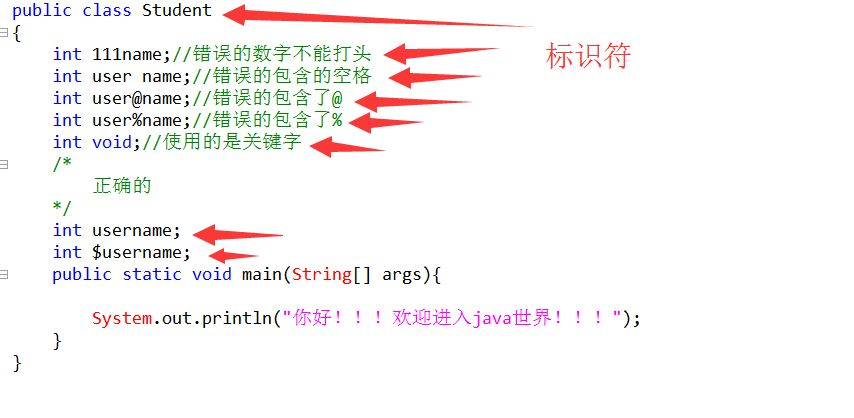 public class Student
{
int 111name;//错误的数字不能打头
标识符
int user name;//错误的包含的空格
int user@name;//错误的包含了@
int user%name;//错误的包含了%
int void;//使用的是关键字
/*
正确的
*/
int username;
int $username;
public static void main(String[] args){
System.out.println("你好！！！欢迎进入java世界！！！");
}
}